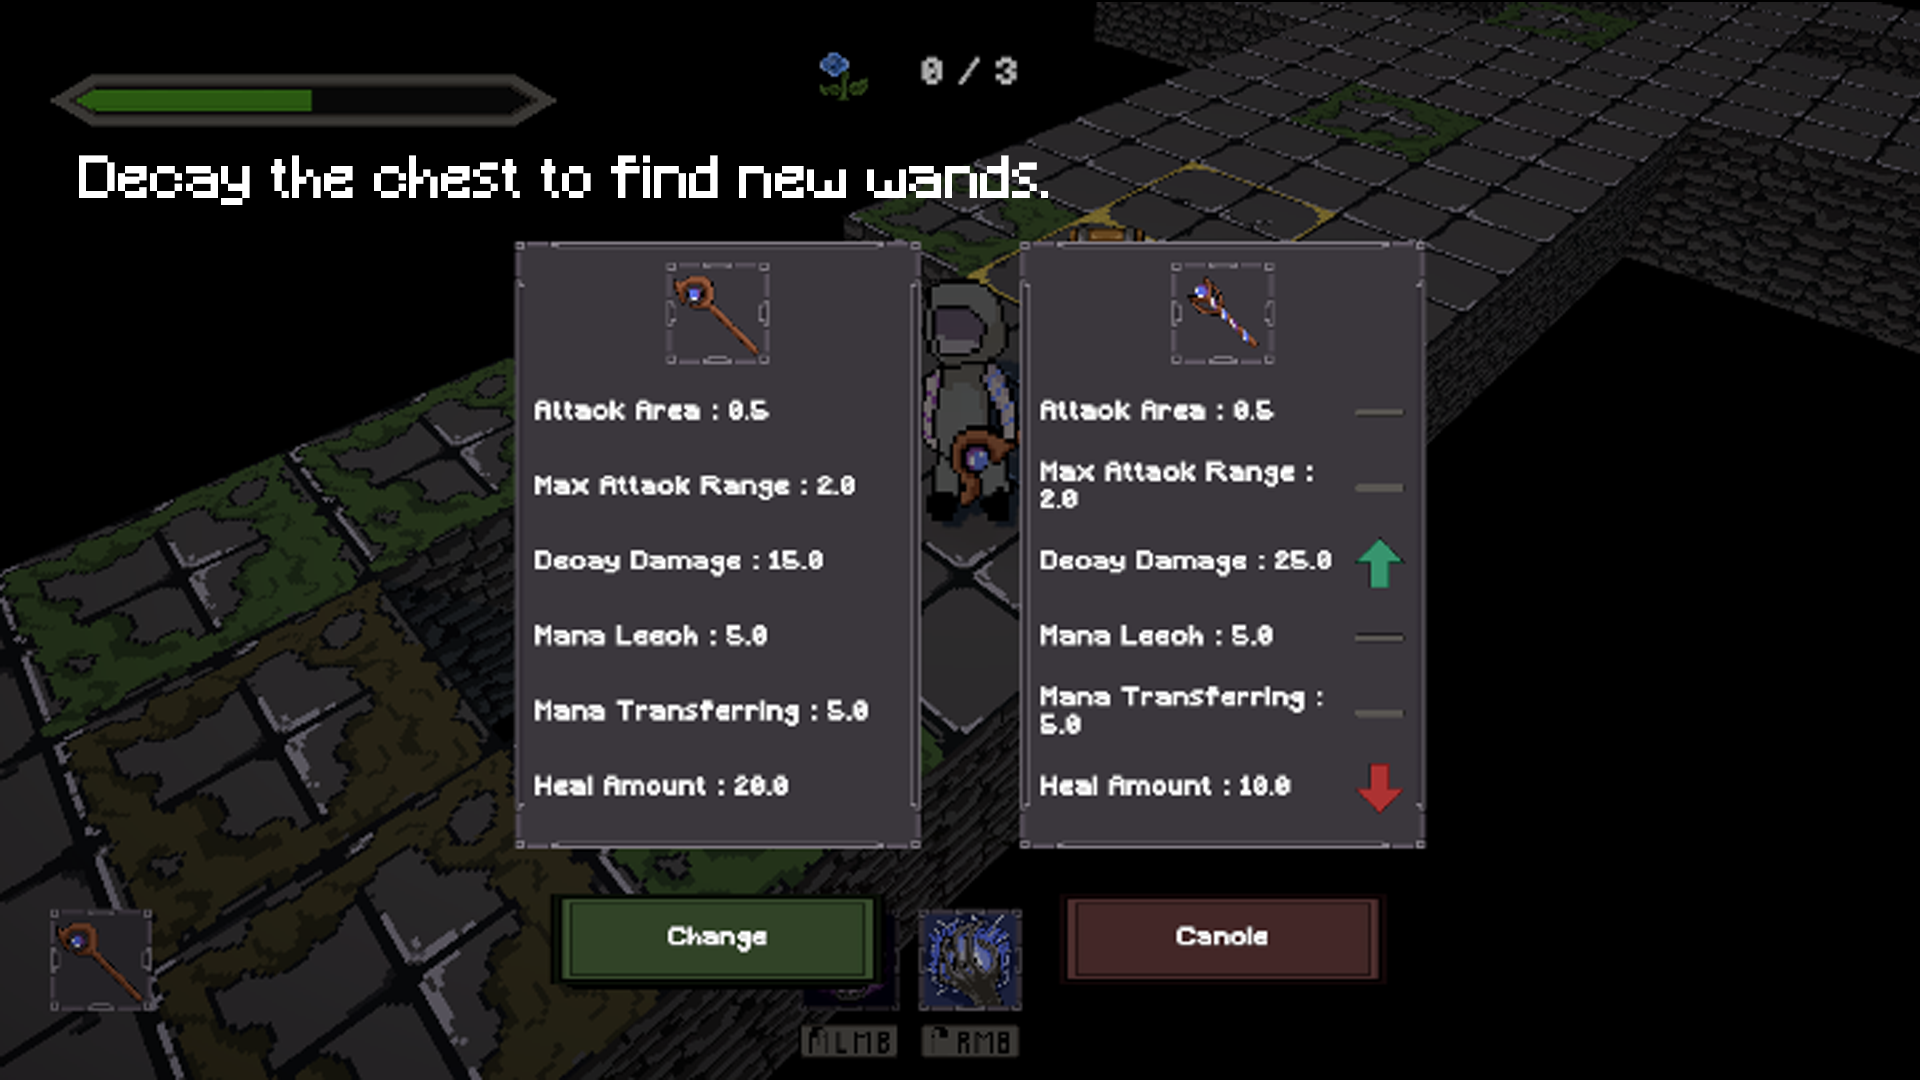 0 / 3
Decay the chest to find new wands.
Attack Area : 0.5
Max Attack Range : 2.0
Decay Damage : 15.0
Mana Leech : 5.0
Mana Transferring : 5.0
Heal Amount : 20.0
Attack Area : 0.5
Max Attack Range :
2.0
Decay Damage : 25.0
Mana Leech : 5.0
Mana Transferring :
5.0
Heal Amount : 10.0
Change
Cancle
LMB
RMB